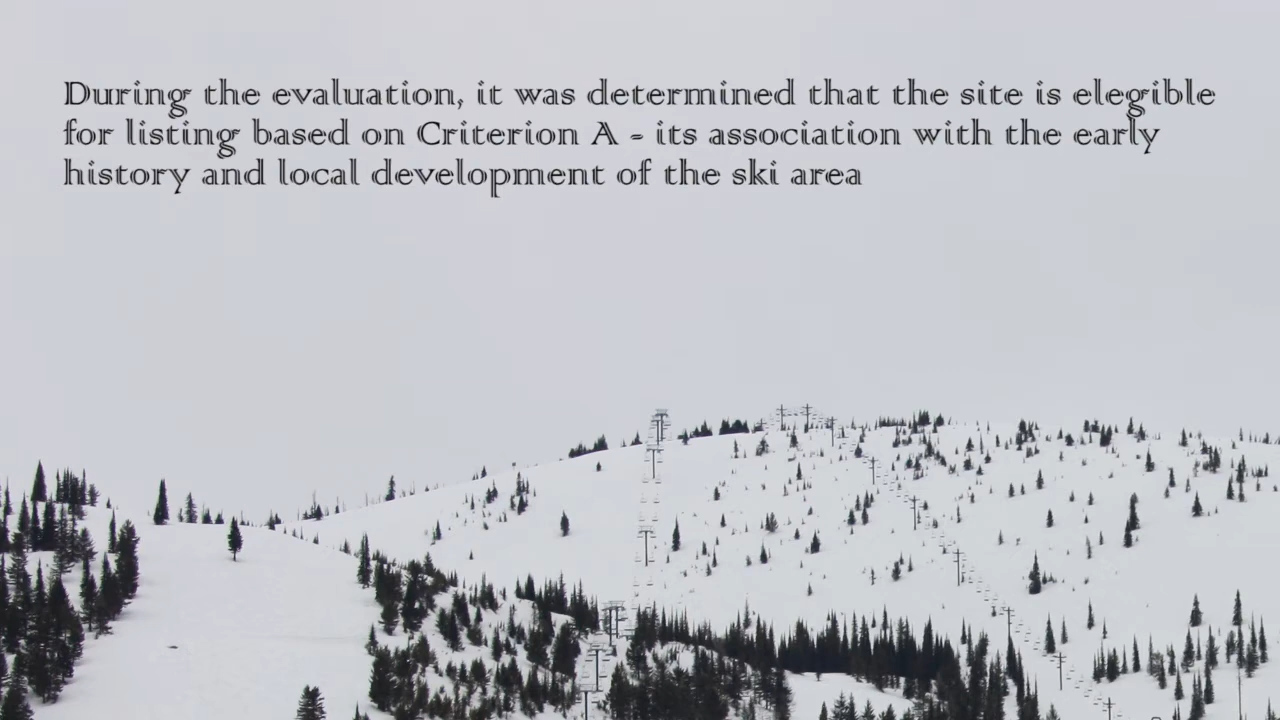 During the evaluation, it was determined that the site is elegible
for listing based on Criterion A - its association with the early
history and local development of the ski area